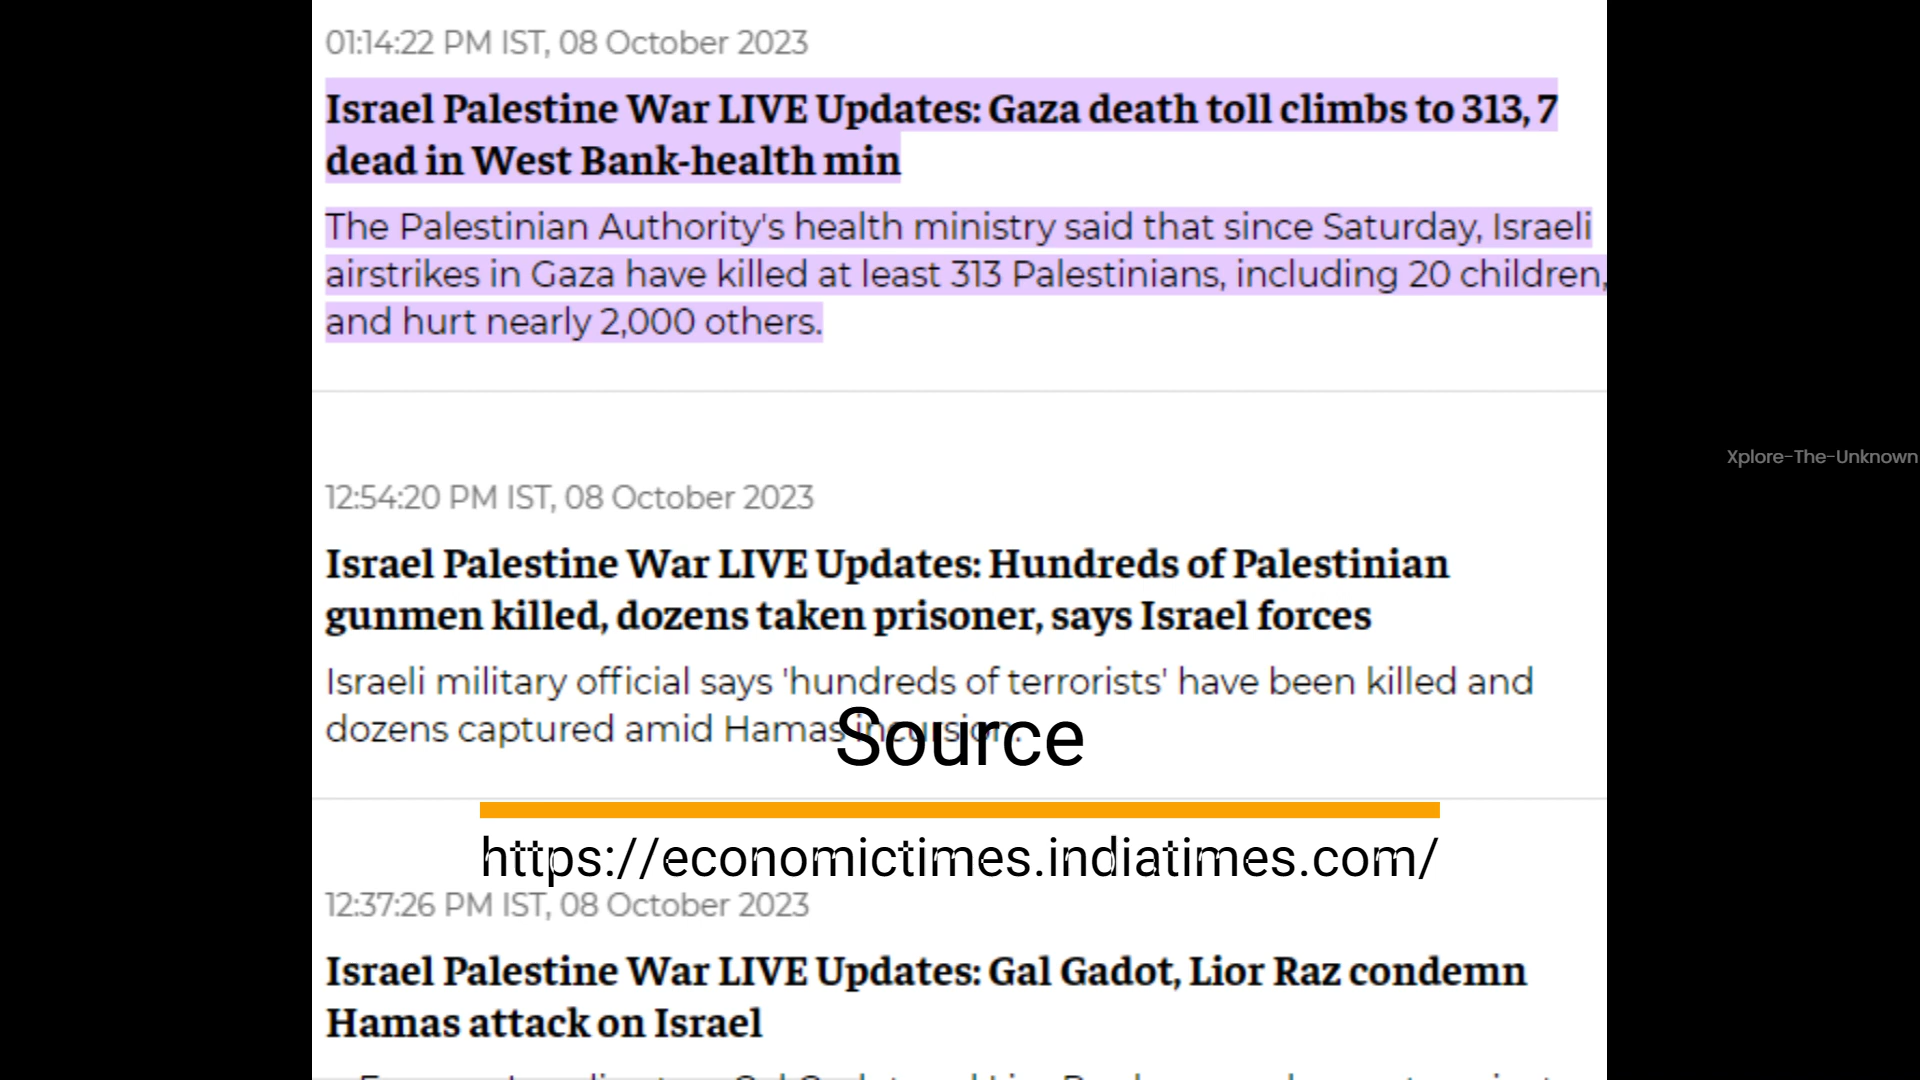 01:14:22 PM IST, 08 October 2023
Israel Palestine War LIVE Updates: Gaza death toll climbs to 313, 7
dead in West Bank-health min
The Palestinian Authority's health ministry said that since Saturday, Israeli
airstrikes in Gaza have killed at least 313 Palestinians, including 20 children,
and hurt nearly 2,000 others.
Xplore-The-Unknown
12:54:20 PM IST, 08 October 2023
Israel Palestine War LIVE Updates: Hundreds of Palestinian
gunmen killed, dozens taken prisoner, says Israel forces
Israeli military official says 'hundreds of terrorists' have been killed and
dozens captured amid Hamas incursion.
Source
https://economictimes.indiatimes.com/
12:37:26 PM IST, 08 October 2023
Israel Palestine War LIVE Updates: Gal Gadot, Lior Raz condemn
Hamas attack on Israel